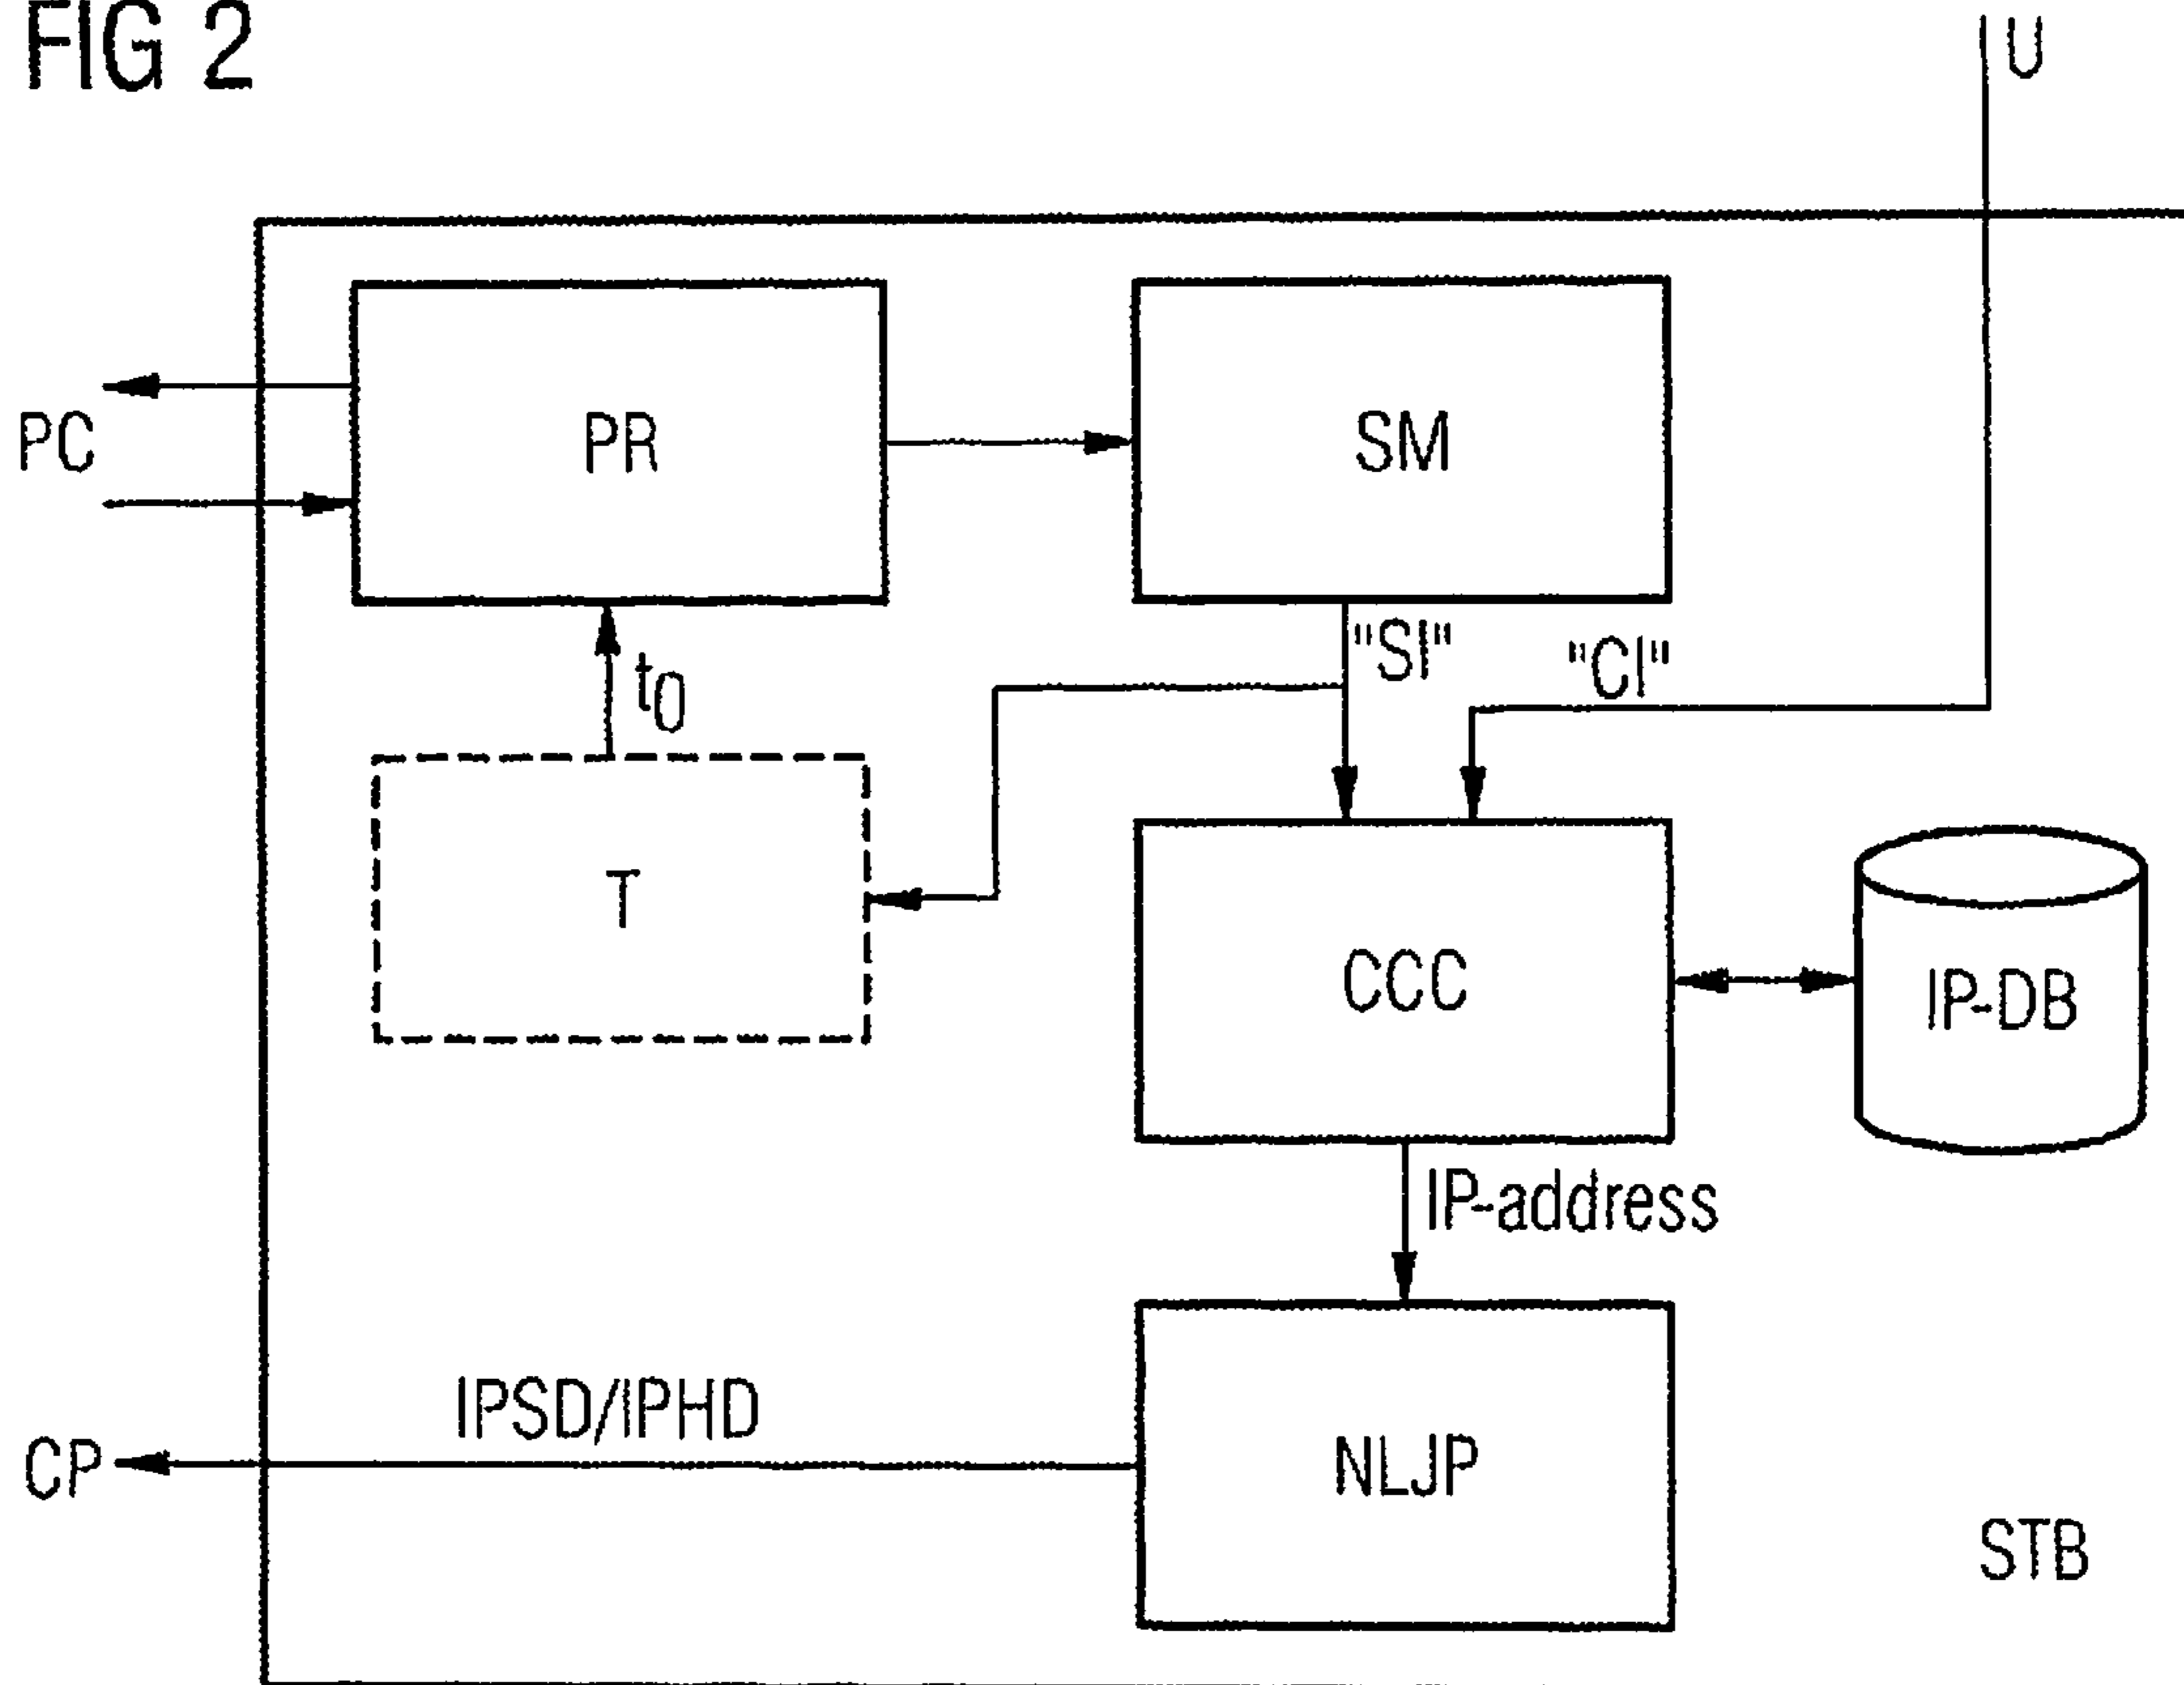 FIG 2
U
PC
PR
SM
"SI"
"CI"
t0
T
CCC
IP-DB
IP-address
IPSD/IPHD
CP
NLJP
STB